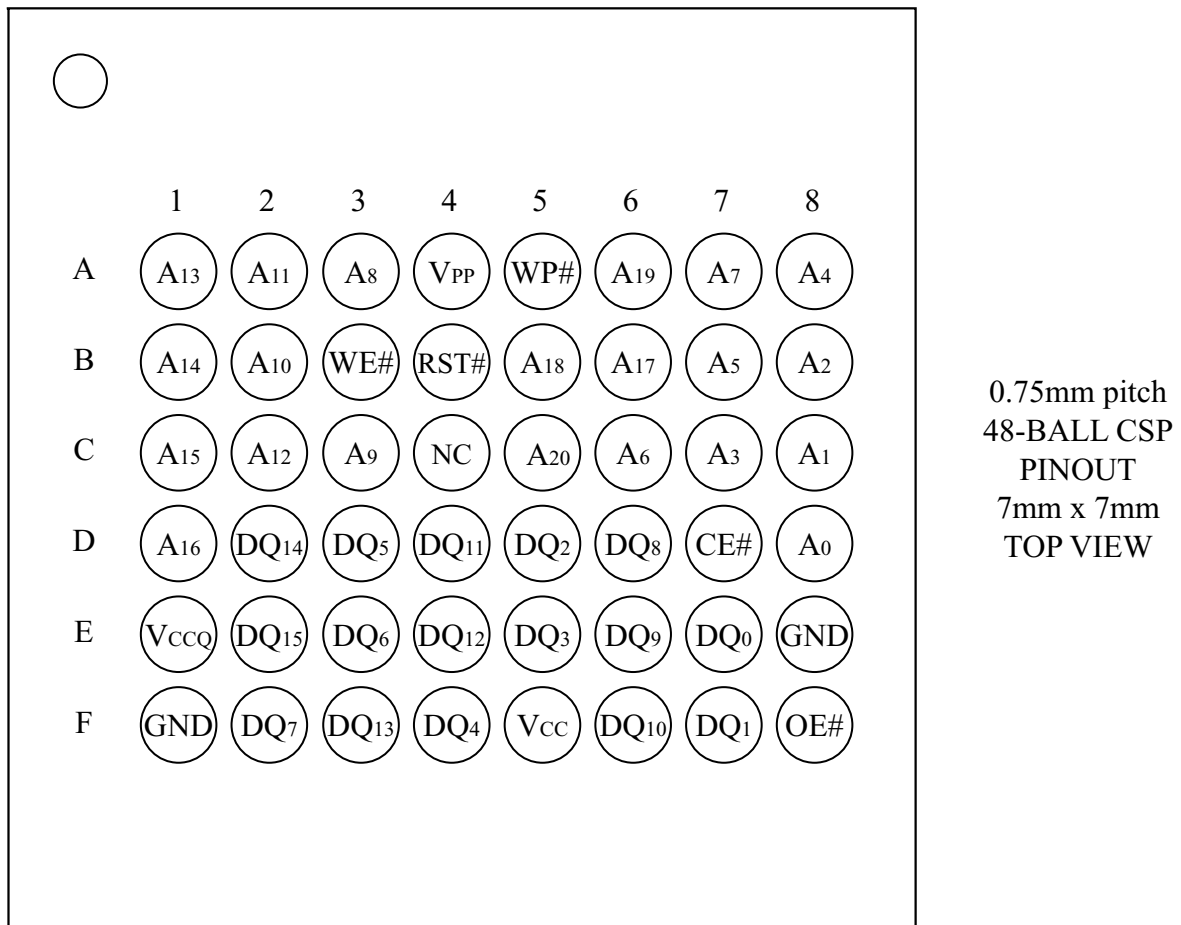 1 2 3 4 5 6 7 8
A A13 A11 A8 VPP WP# A19 A7 A4
B A14 A10 WE# RST# A18 A17 A5 A2
C A15 A12 A9 NC A20 A6 A3 A1
D A16 DQ14 DQ5 DQ11 DQ2 DQ8 CE# A0
E VCCQ DQ15 DQ6 DQ12 DQ3 DQ9 DQ0 GND
F GND DQ7 DQ13 DQ4 VCC DQ10 DQ1 OE#
0.75mm pitch
48-BALL CSP
PINOUT
7mm x 7mm
TOP VIEW